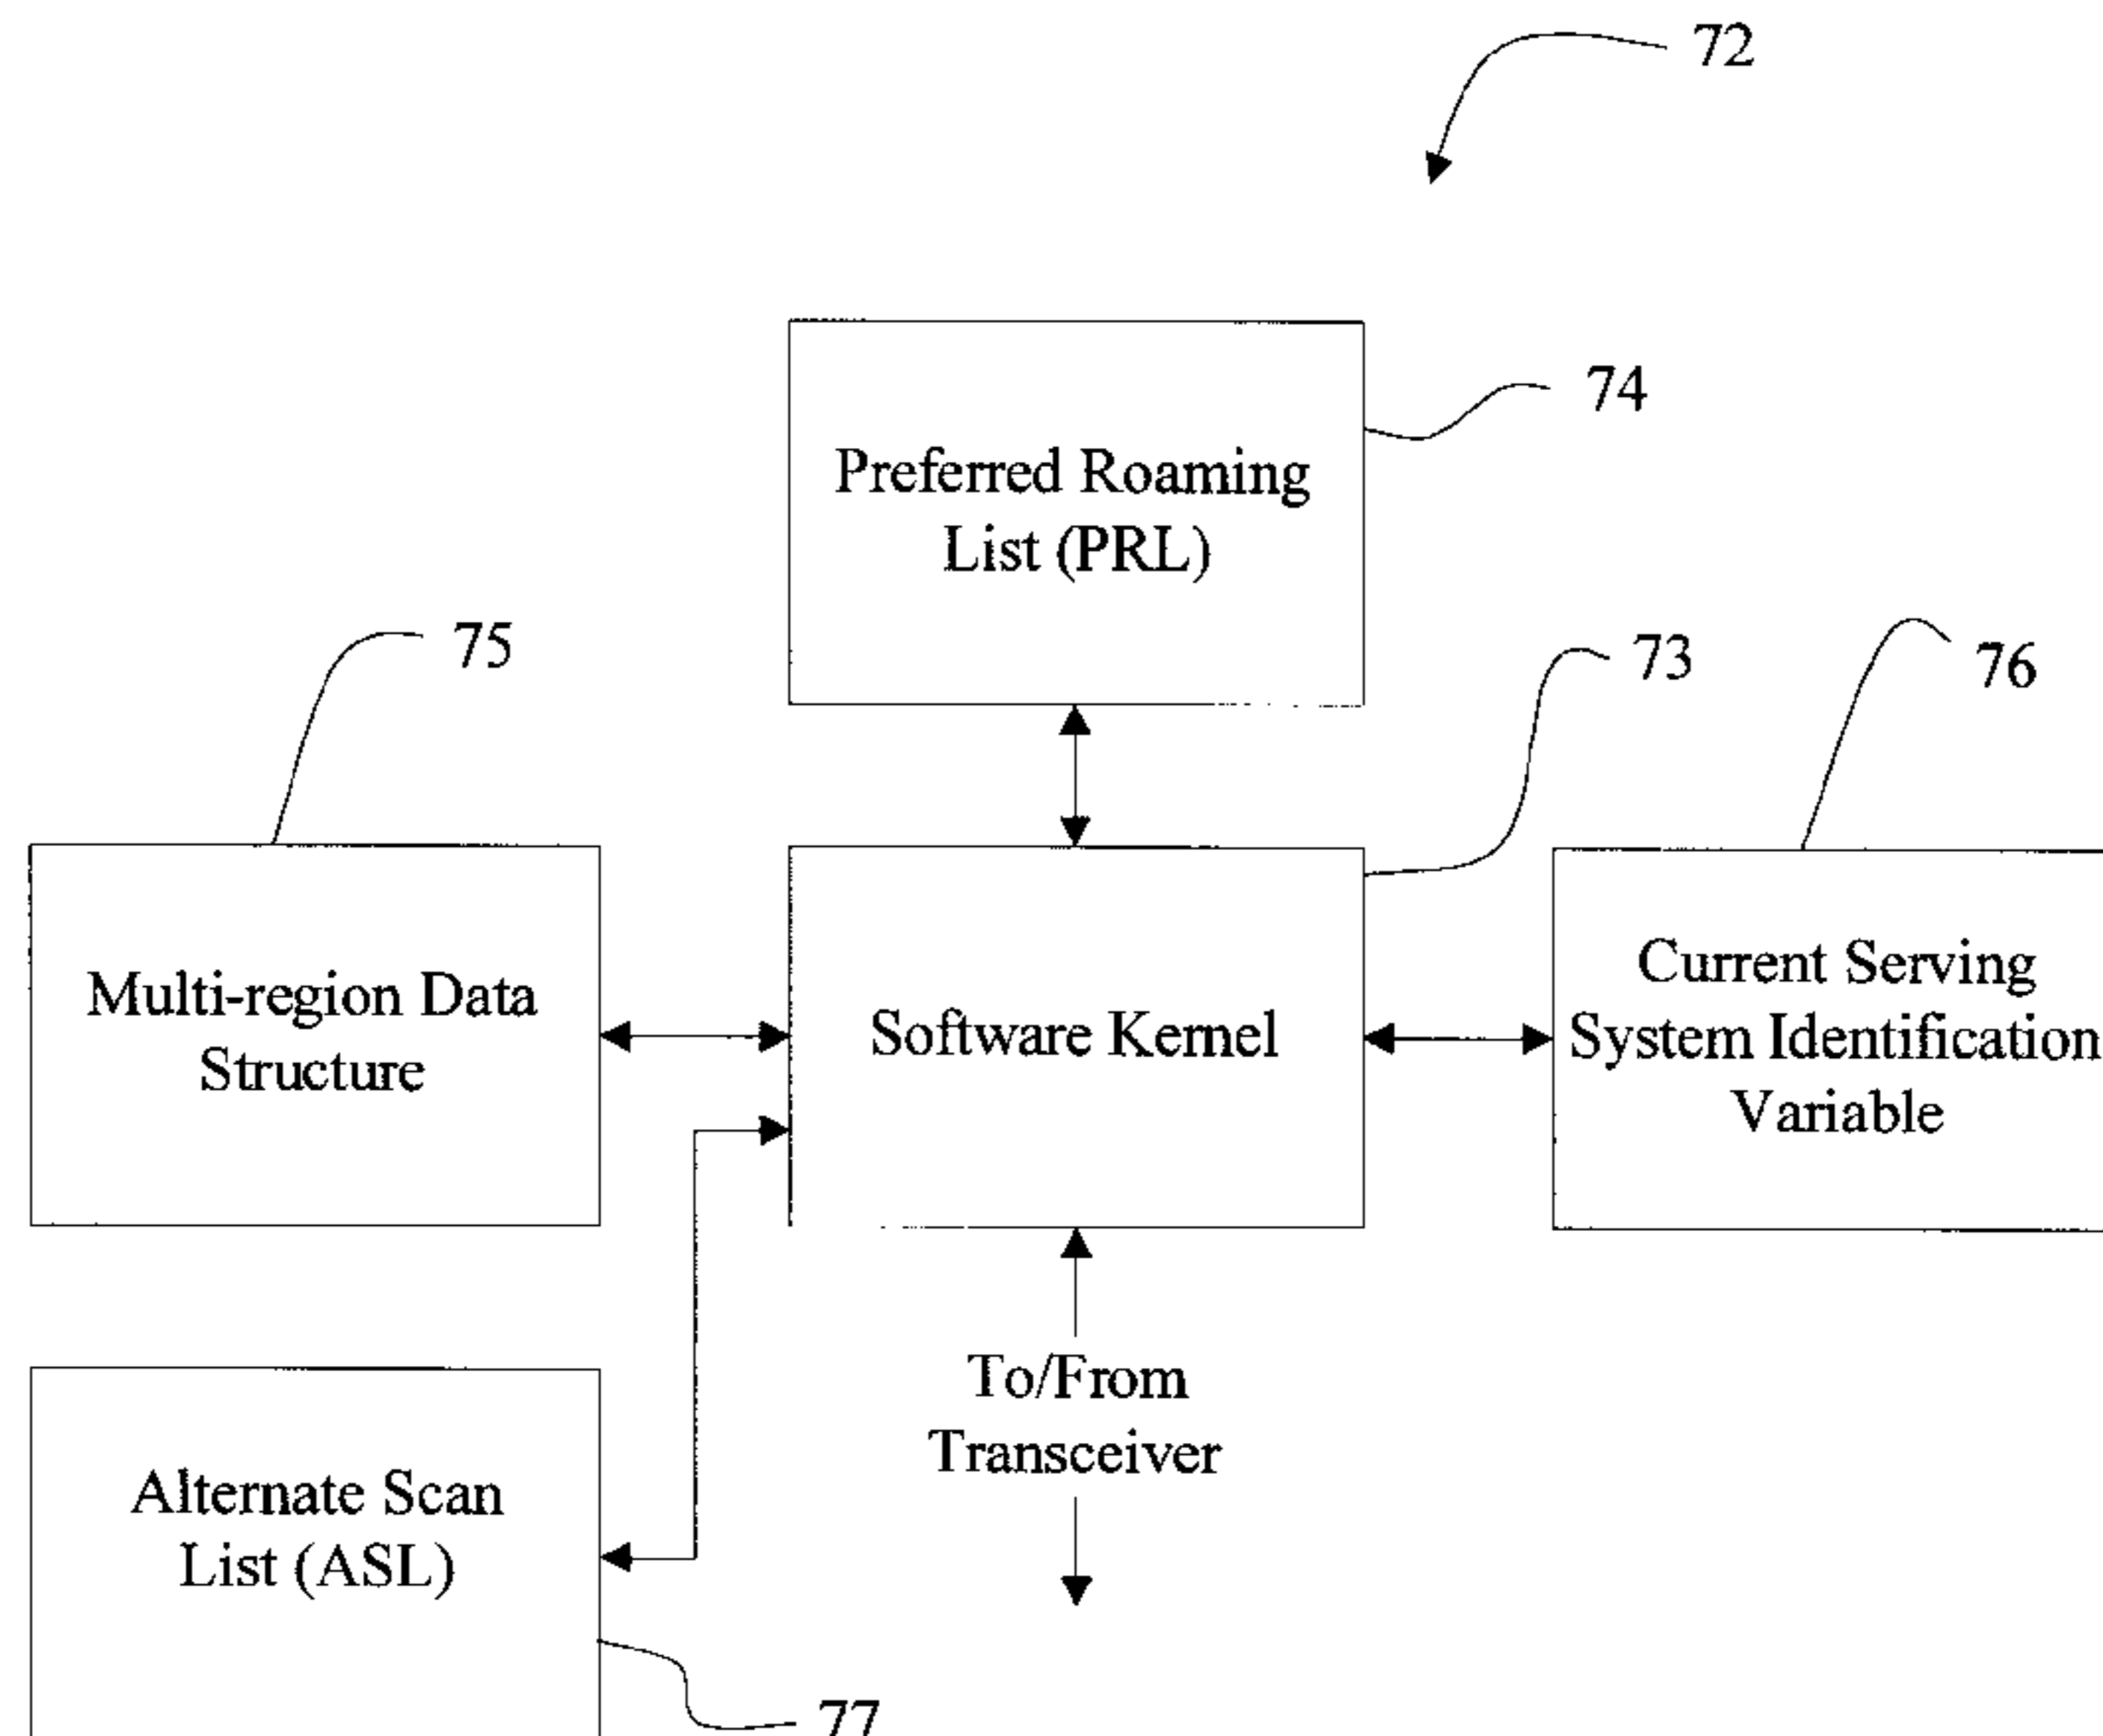 72
74
Preferred Roaming
List (PRL)
75
73
76
Multi-region Data
Structure
Software Kernel
Current Serving
System Identification
Variable
To/From
Transceiver
Alternate Scan
List (ASL)
77